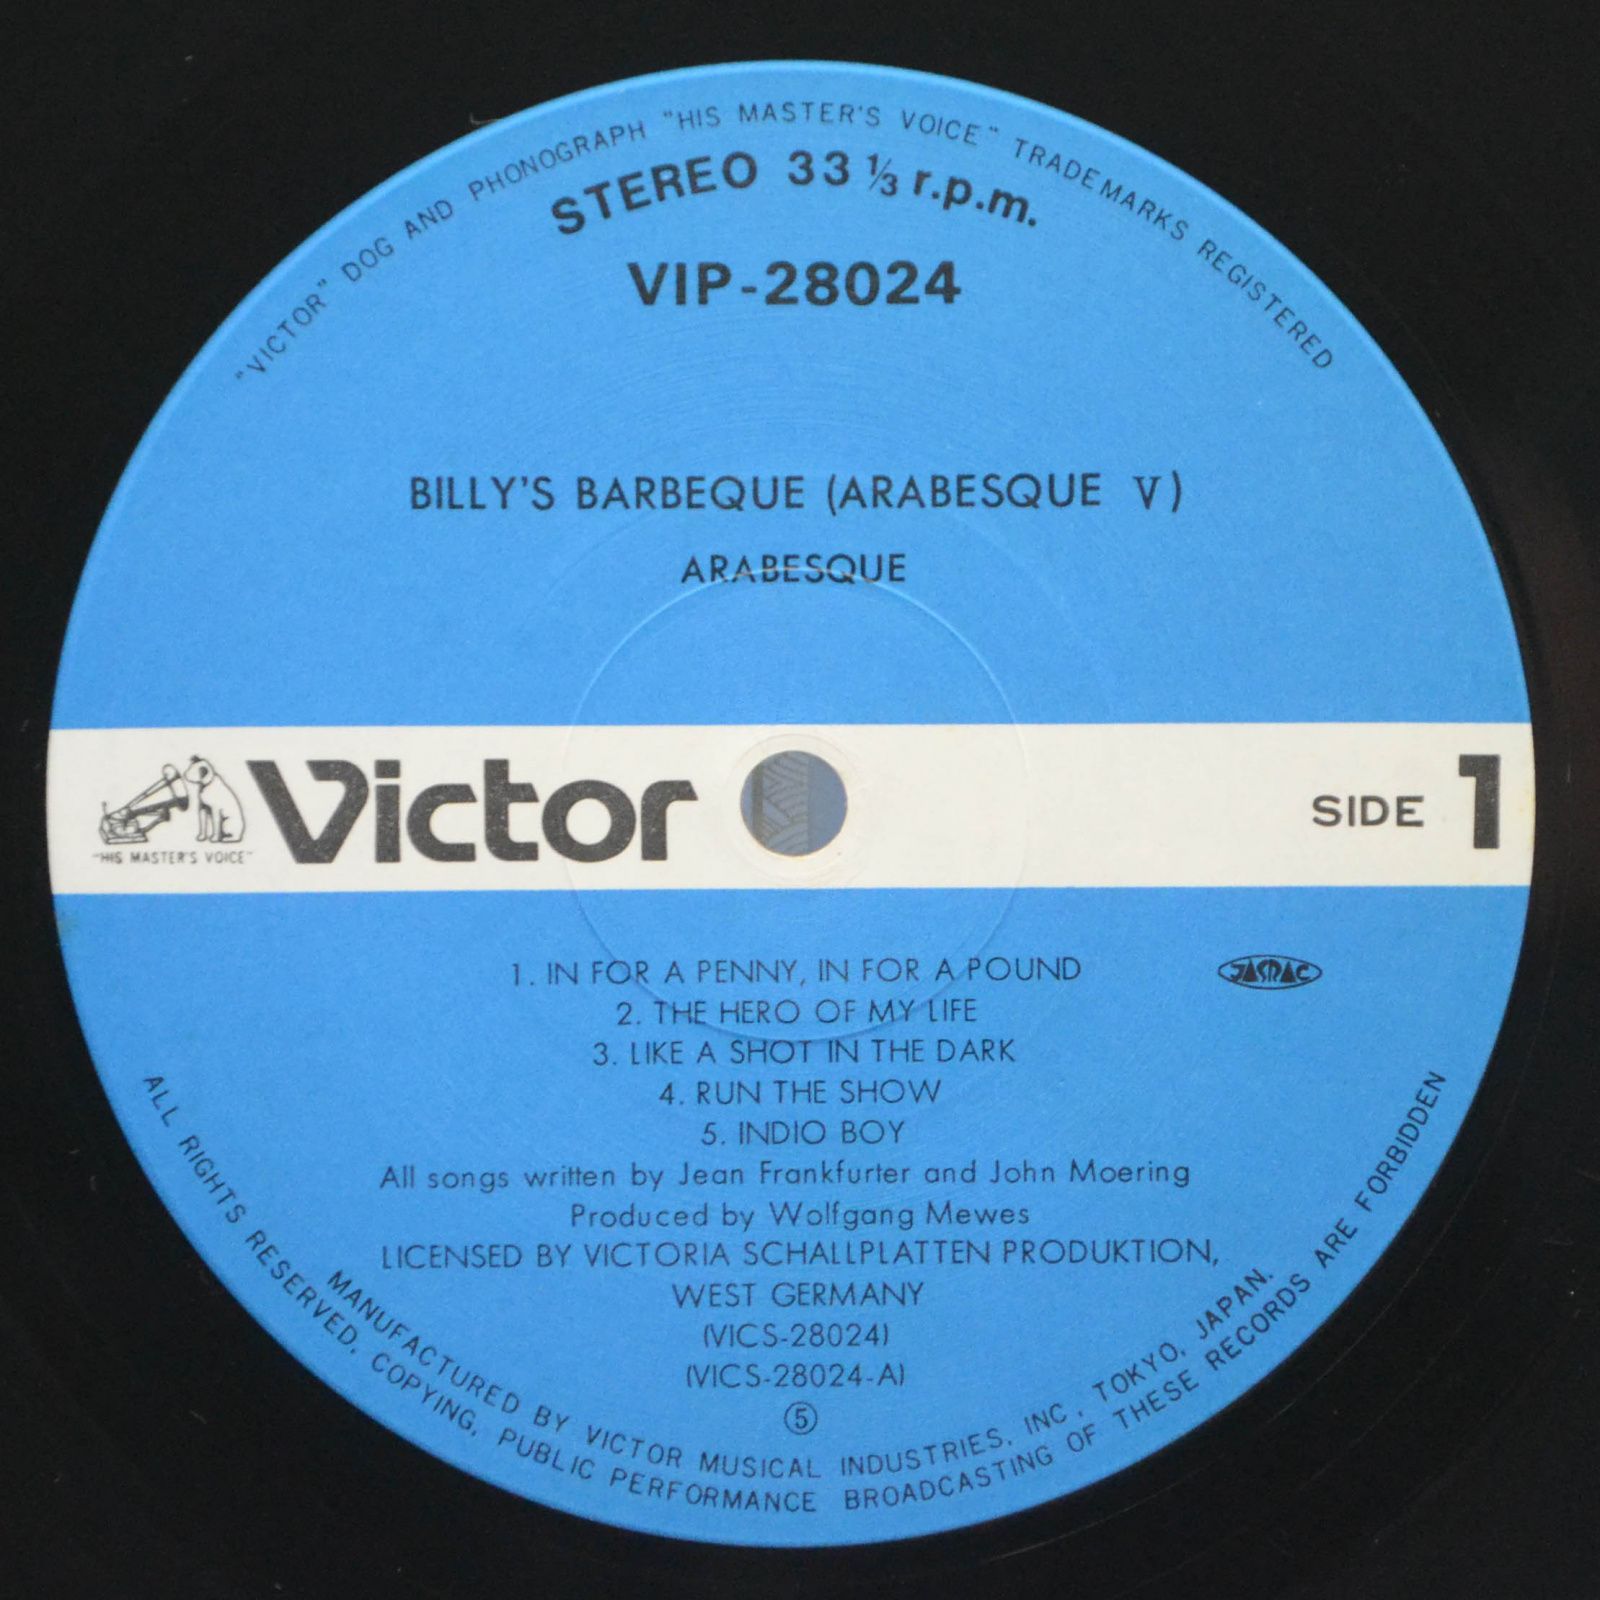 "VICTOR" DOG AND PHONOGRAPH "HIS MASTER'S VOICE" TRADEMARKS REGISTERED
STEREO 33 ⅓ r.p.m.
VIP-28024
BILLY'S BARBEQUE (ARABESQUE V)
ARABESQUE
"HIS MASTER'S VOICE"
Victor
SIDE 1
1. IN FOR A PENNY, IN FOR A POUND
JASRAC
2. THE HERO OF MY LIFE
3. LIKE A SHOT IN THE DARK
4. RUN THE SHOW
5. INDIO BOY
All songs written by Jean Frankfurter and John Moering
Produced by Wolfgang Mewes
LICENSED BY VICTORIA SCHALLPLATTEN PRODUKTION,
WEST GERMANY
(VICS-28024)
(VICS-28024-A)
⑤
MANUFACTURED BY VICTOR MUSICAL INDUSTRIES, INC., TOKYO, JAPAN.
ALL RIGHTS RESERVED. COPYING, PUBLIC PERFORMANCE BROADCASTING OF THESE RECORDS ARE FORBIDDEN